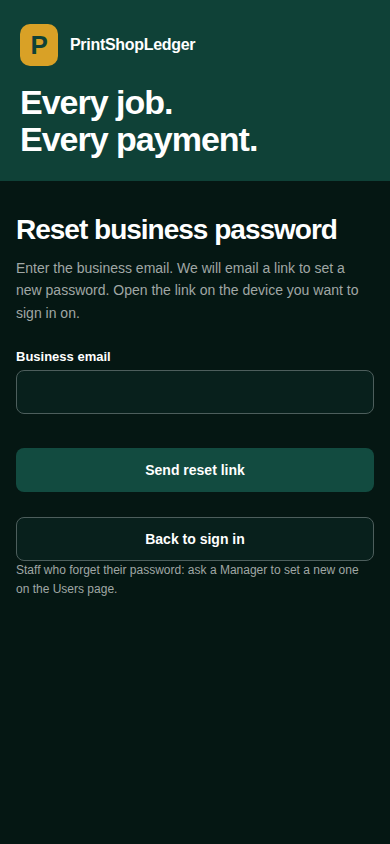 P
PrintShopLedger
Every job.
Every payment.
Reset business password
Enter the business email. We will email a link to set a
new password. Open the link on the device you want to
sign in on.
Business email
Send reset link
Back to sign in
Staff who forget their password: ask a Manager to set a new one
on the Users page.